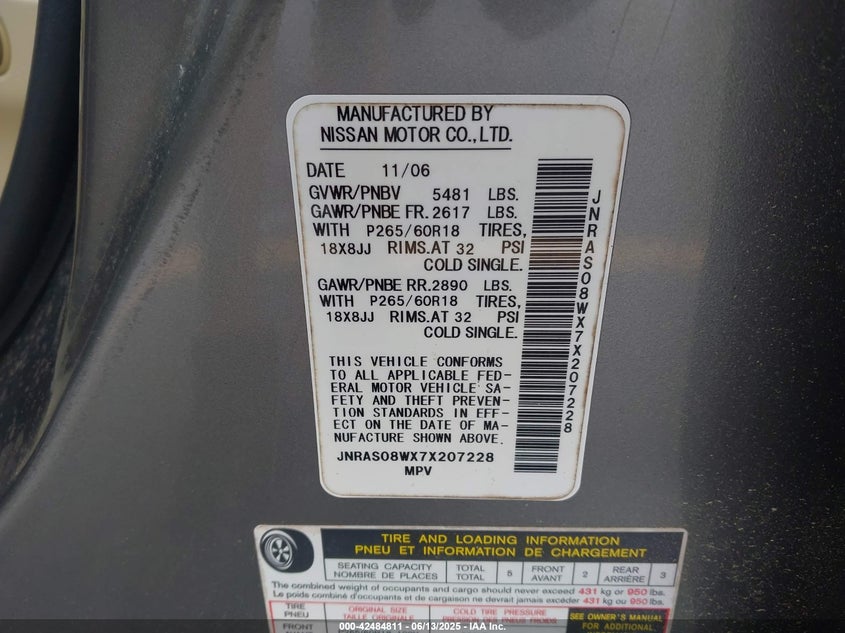 MANUFACTURED BY
NISSAN MOTOR CO., LTD.
DATE 11/06
GVWR/PNBV 5481 LBS.
GAWR/PNBE FR. 2617 LBS.
WITH P265/60R18 TIRES,
18X8JJ RIMS. AT 32 PSI
COLD SINGLE.
GAWR/PNBE RR. 2890 LBS.
WITH P265/60R18 TIRES,
18X8JJ RIMS. AT 32 PSI
COLD SINGLE.
THIS VEHICLE CONFORMS
TO ALL APPLICABLE FED-
ERAL MOTOR VEHICLE SA-
FETY AND THEFT PREVEN-
TION STANDARDS IN EFF-
ECT ON THE DATE OF MA-
NUFACTURE SHOWN ABOVE.
JNRAS08WX7X207228
MPV
JNRAS08WX7X207228
TIRE AND LOADING INFORMATION
PNEU ET INFORMATION DE CHARGEMENT
SEATING CAPACITY TOTAL 5 FRONT 2 REAR 3
NOMBRE DE PLACES TOTAL AVANT ARRIÈRE
The combined weight of occupants and cargo should never exceed 431 kg or 950 lbs.
Le poids combiné d'occupants et de cargaison ne devrait jamais excéder 431 kg ou 950 lbs.
TIRE ORIGINAL SIZE COLD TIRE PRESSURE SEE OWNER'S MANUAL
PNEU TAILLE ORIGINALE PRESSION DES PNEUS FROIDS FOR ADDITIONAL
FRONT
000-42484811 - 06/13/2025 - IAA Inc.